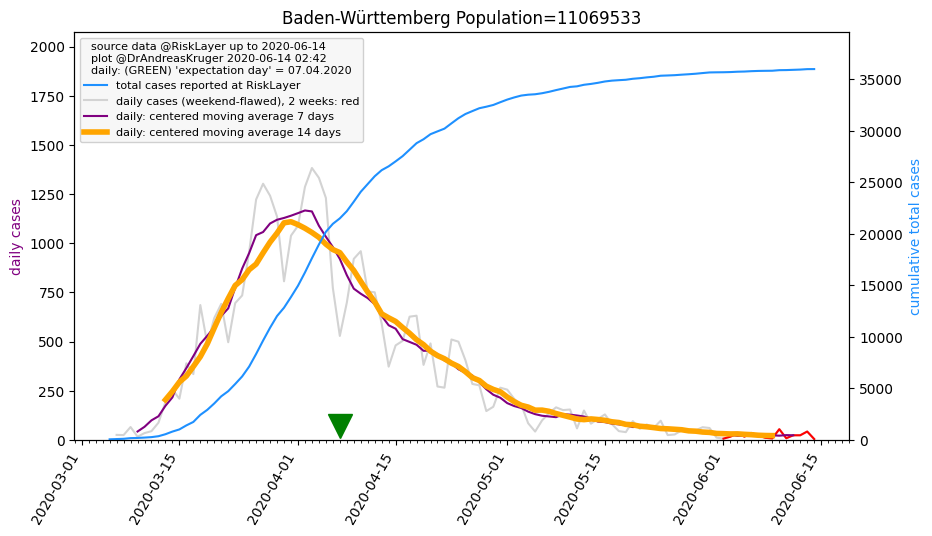 Baden-Württemberg Population=11069533
source data @RiskLayer up to 2020-06-14
plot @DrAndreasKruger 2020-06-14 02:42
daily: (GREEN) 'expectation day' = 07.04.2020
total cases reported at RiskLayer
daily cases (weekend-flawed), 2 weeks: red
daily: centered moving average 7 days
daily: centered moving average 14 days
daily cases
2000
1750
1500
1250
1000
750
500
250
0
35000
30000
25000
20000
15000
10000
5000
0
cumulative total cases
2020-03-01
2020-03-15
2020-04-01
2020-04-15
2020-05-01
2020-05-15
2020-06-01
2020-06-15